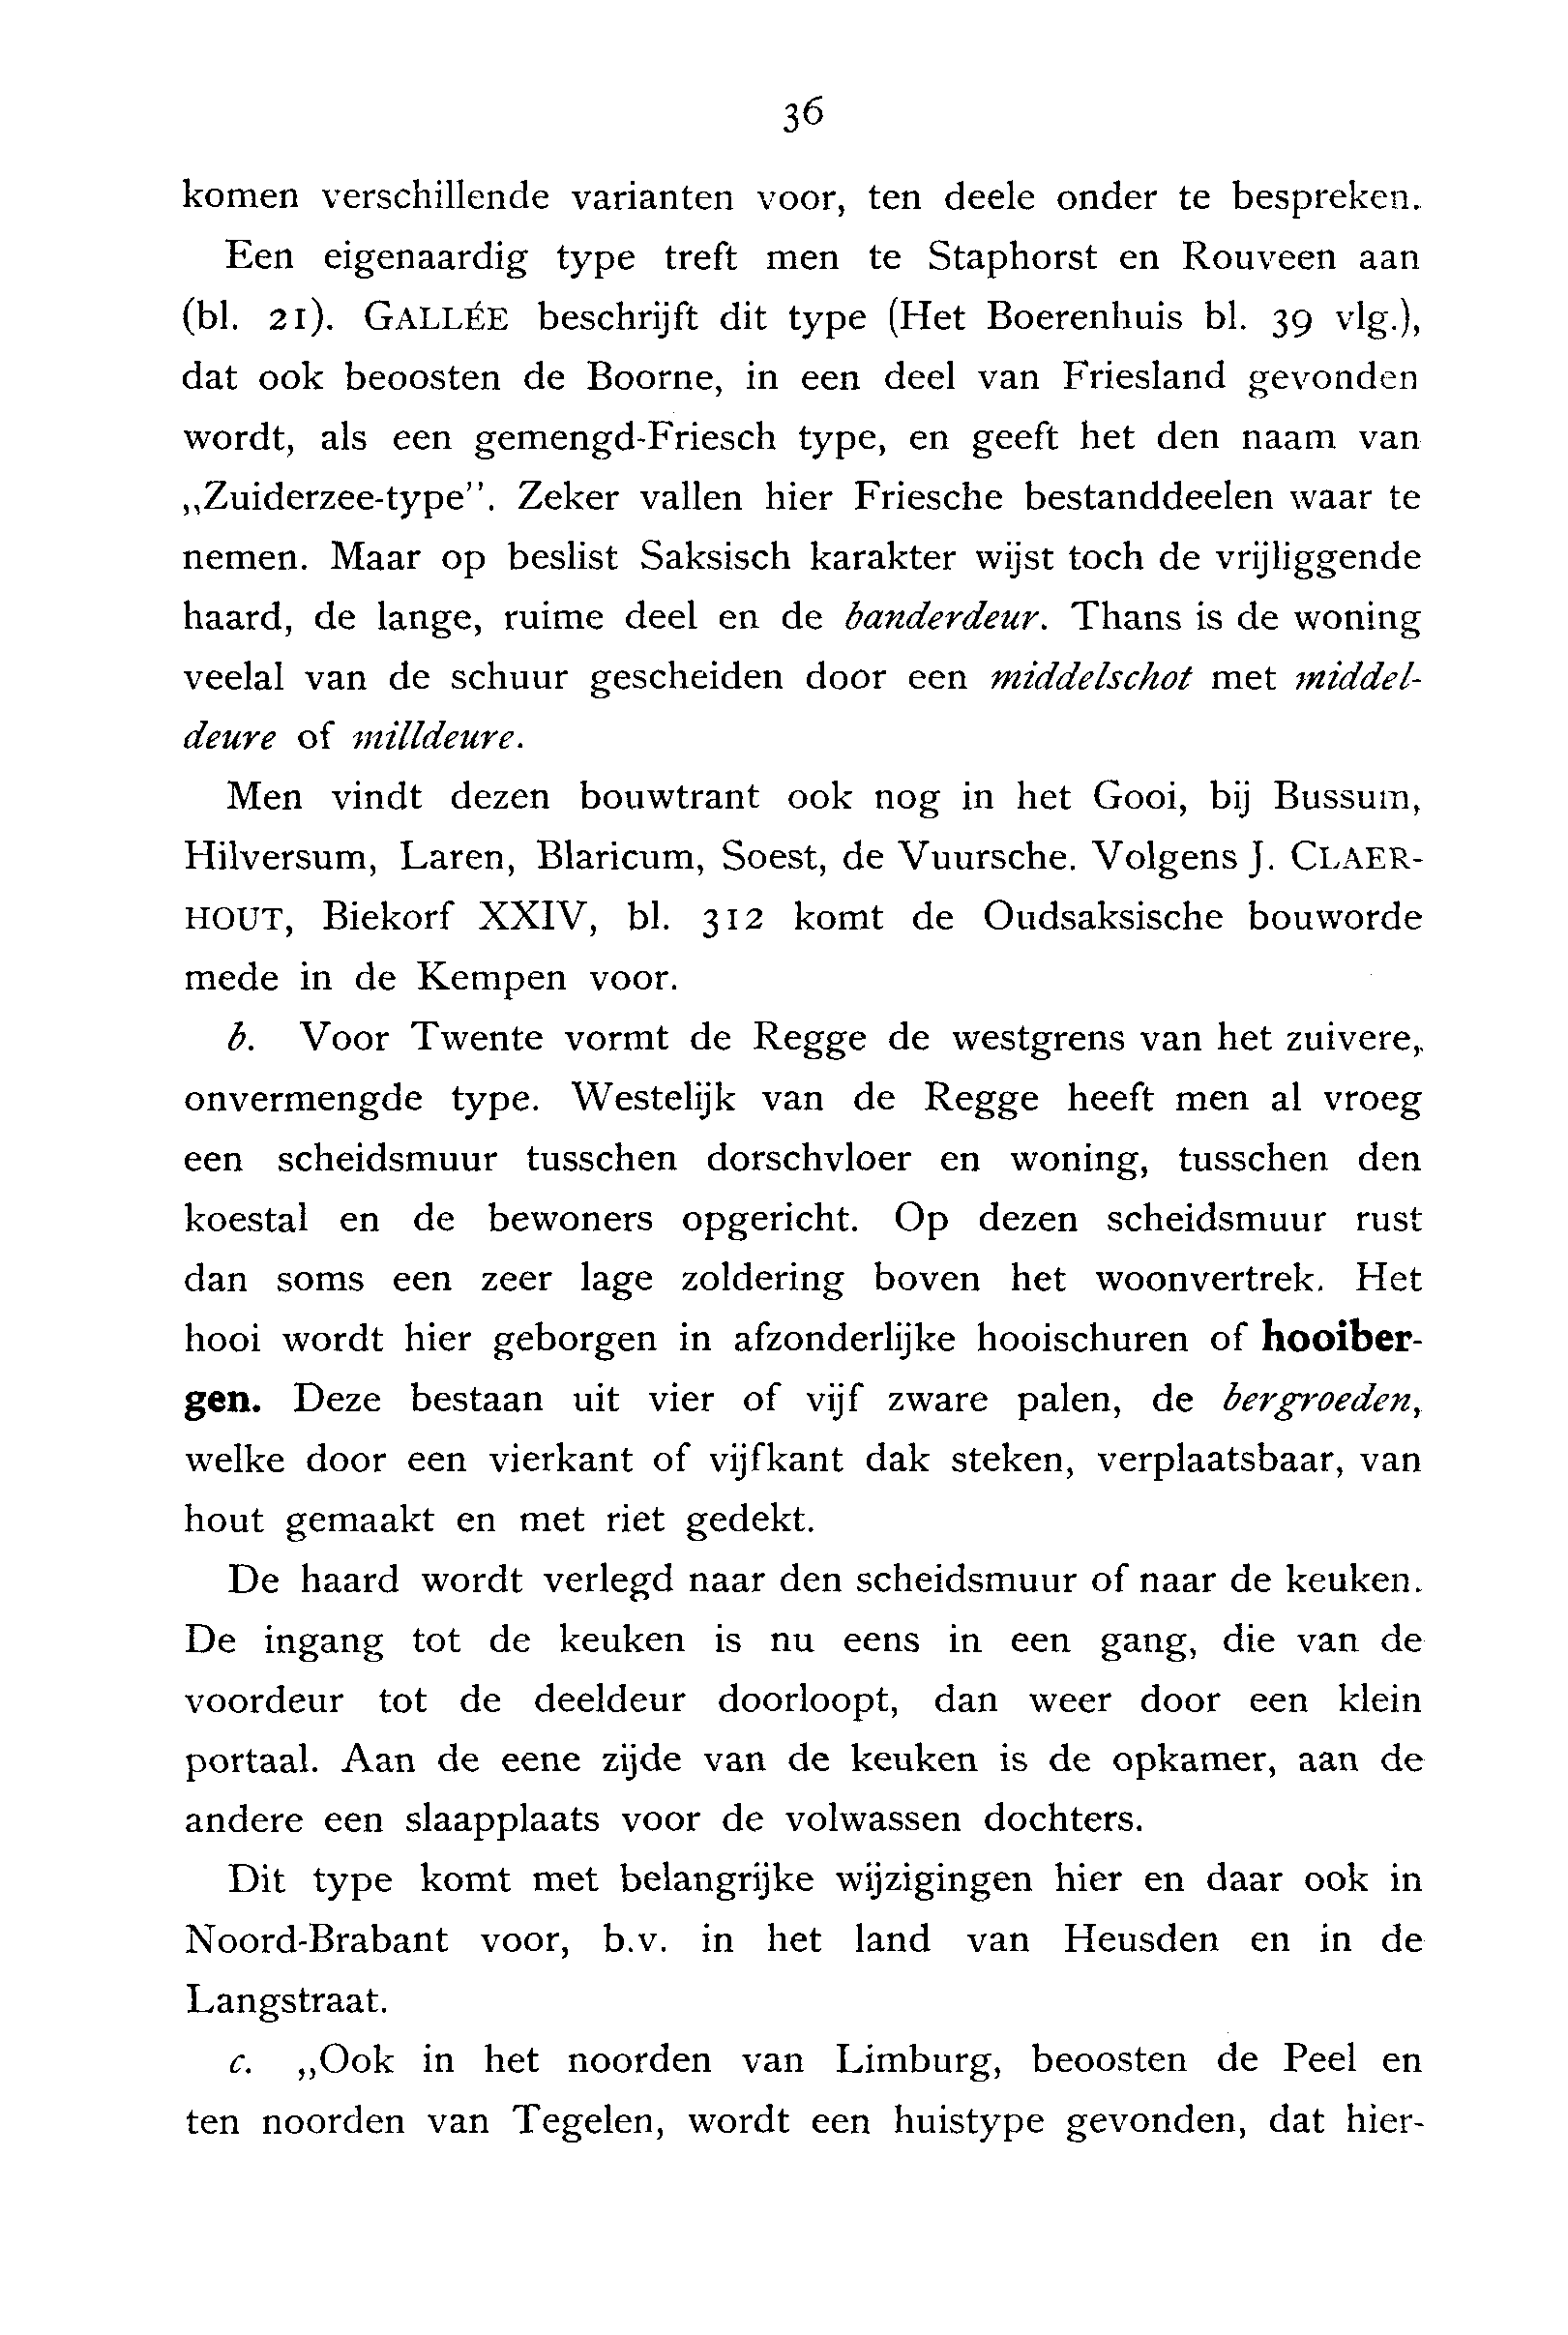 36
komen verschillende varianten voor, ten deele onder te bespreken.
Een eigenaardig type treft men te Staphorst en Rouveen aan
(bl. 21). GALLÉE beschrijft dit type (Het Boerenhuis bl. 39 vlg.),
dat ook beoosten de Boorne, in een deel van Friesland gevonden
wordt, als een gemengd-Friesch type, en geeft het den naam van
„Zuiderzee-type”. Zeker vallen hier Friesche bestanddeelen waar te
nemen. Maar op beslist Saksisch karakter wijst toch de vrijliggende
haard, de lange, ruime deel en de banderdeur. Thans is de woning
veelal van de schuur gescheiden door een middelschot met middel-
deure of milldeure.
Men vindt dezen bouwtrant ook nog in het Gooi, bij Bussum,
Hilversum, Laren, Blaricum, Soest, de Vuursche. Volgens J. CLAER-
HOUT, Biekorf XXIV, bl. 312 komt de Oudsaksische bouworde
mede in de Kempen voor.
b. Voor Twente vormt de Regge de westgrens van het zuivere,
onvermengde type. Westelijk van de Regge heeft men al vroeg
een scheidsmuur tusschen dorschvloer en woning, tusschen den
koestal en de bewoners opgericht. Op dezen scheidsmuur rust
dan soms een zeer lage zoldering boven het woonvertrek. Het
hooi wordt hier geborgen in afzonderlijke hooischuren of hooiber-
gen. Deze bestaan uit vier of vijf zware palen, de bergroeden,
welke door een vierkant of vijfkant dak steken, verplaatsbaar, van
hout gemaakt en met riet gedekt.
De haard wordt verlegd naar den scheidsmuur of naar de keuken.
De ingang tot de keuken is nu eens in een gang, die van de
voordeur tot de deeldeur doorloopt, dan weer door een klein
portaal. Aan de eene zijde van de keuken is de opkamer, aan de
andere een slaapplaats voor de volwassen dochters.
Dit type komt met belangrijke wijzigingen hier en daar ook in
Noord-Brabant voor, b.v. in het land van Heusden en in de
Langstraat.
c. „Ook in het noorden van Limburg, beoosten de Peel en
ten noorden van Tegelen, wordt een huistype gevonden, dat hier-